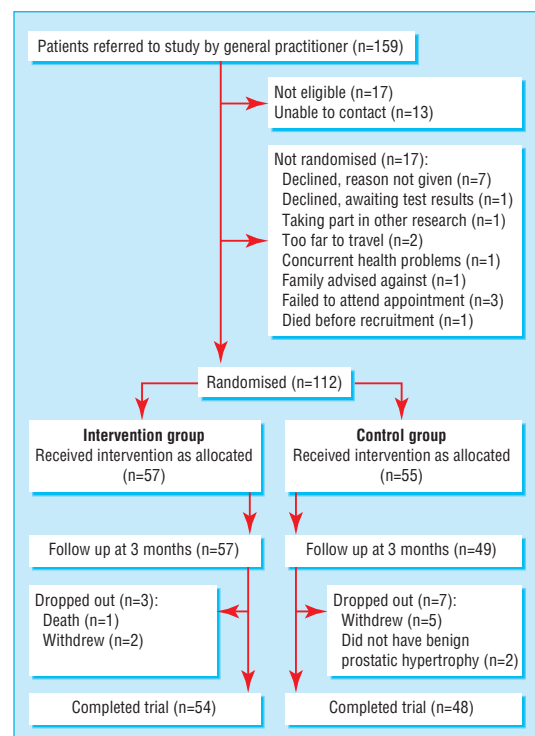 Patients referred to study by general practitioner (n=159)
Not eligible (n=17)
Unable to contact (n=13)
Not randomised (n=17):
Declined, reason not given (n=7)
Declined, awaiting test results (n=1)
Taking part in other research (n=1)
Too far to travel (n=2)
Concurrent health problems (n=1)
Family advised against (n=1)
Failed to attend appointment (n=3)
Died before recruitment (n=1)
Randomised (n=112)
Intervention group
Received intervention as allocated
(n=57)
Control group
Received intervention as allocated
(n=55)
Follow up at 3 months (n=57)
Follow up at 3 months (n=49)
Dropped out (n=3):
Death (n=1)
Withdrew (n=2)
Dropped out (n=7):
Withdrew (n=5)
Did not have benign
prostatic hypertrophy (n=2)
Completed trial (n=54)
Completed trial (n=48)